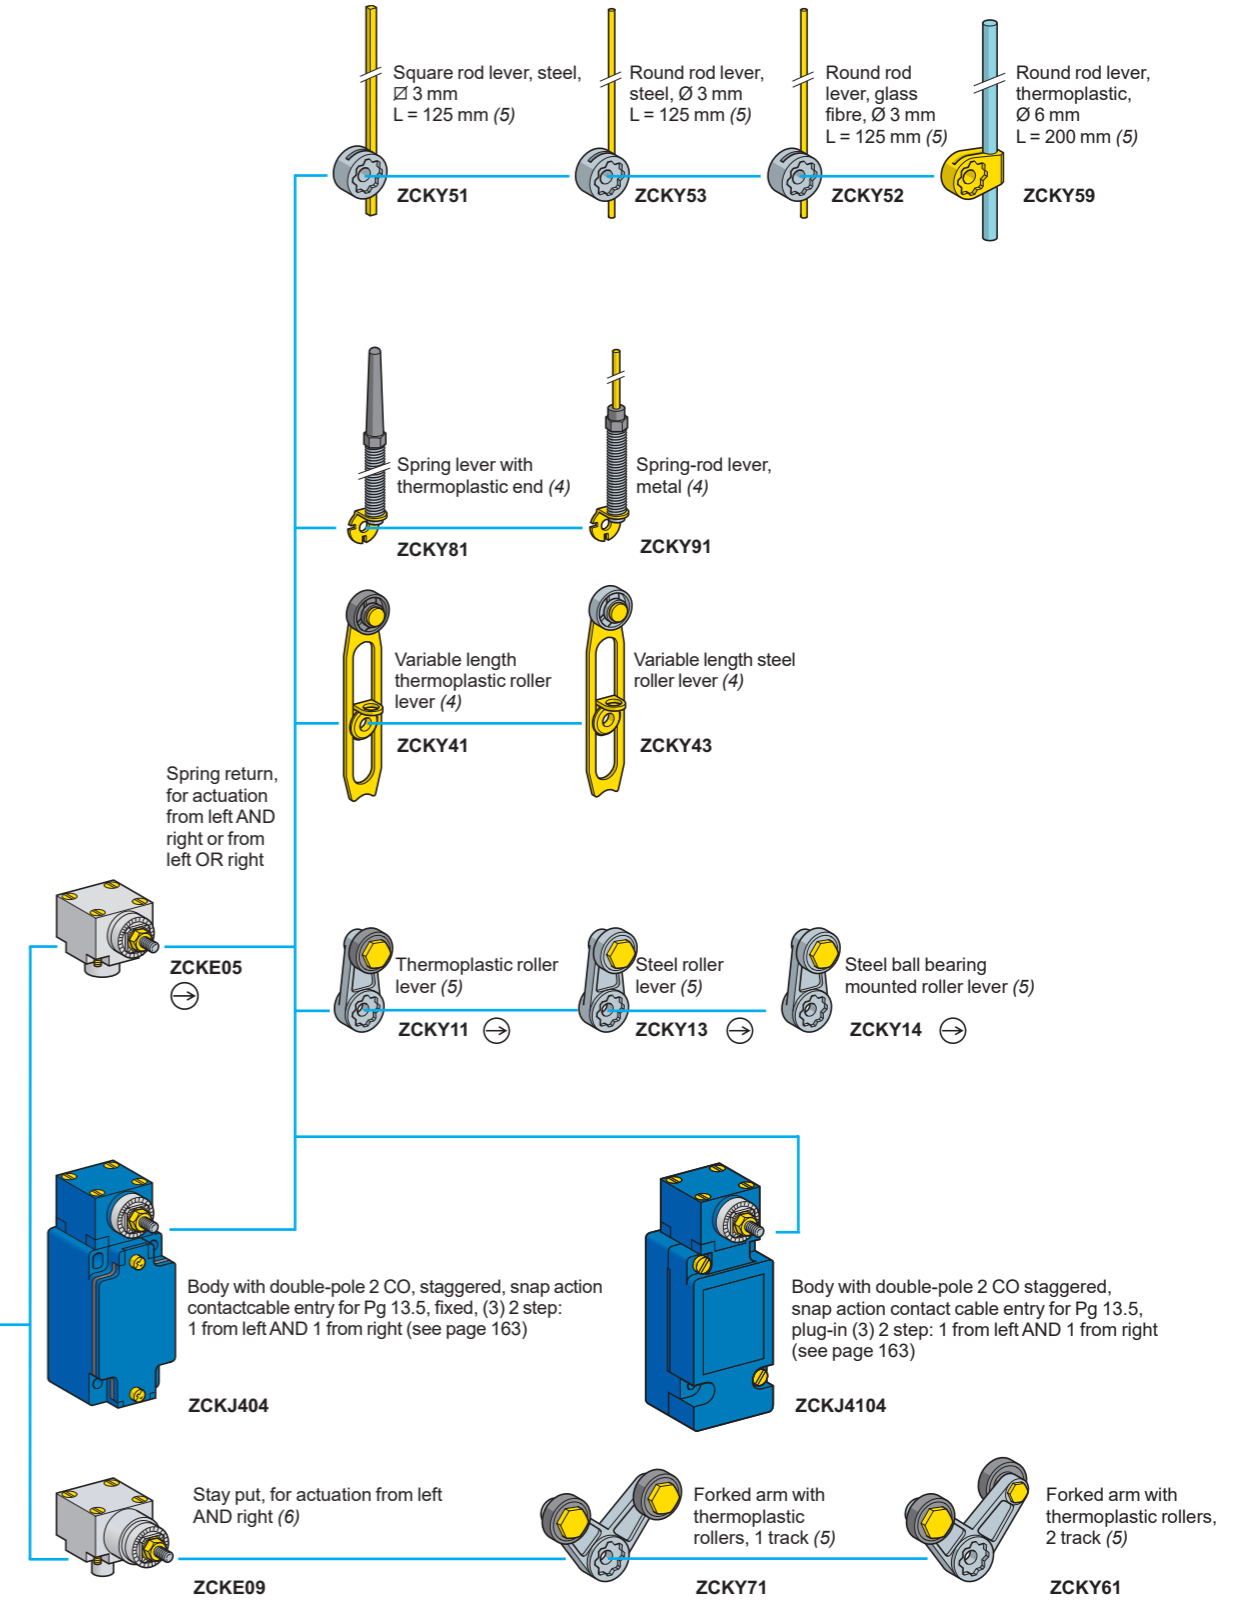 Square rod lever, steel,
⌀ 3 mm
L = 125 mm (5)
ZCKY51
Round rod lever,
steel, Ø 3 mm
L = 125 mm (5)
ZCKY53
Round rod
lever, glass
fibre, Ø 3 mm
L = 125 mm (5)
ZCKY52
Round rod lever,
thermoplastic,
Ø 6 mm
L = 200 mm (5)
ZCKY59
Spring lever with
thermoplastic end (4)
ZCKY81
Spring-rod lever,
metal (4)
ZCKY91
Variable length
thermoplastic roller
lever (4)
ZCKY41
Variable length steel
roller lever (4)
ZCKY43
Spring return,
for actuation
from left AND
right or from
left OR right
ZCKE05
Thermoplastic roller
lever (5)
ZCKY11
Steel roller
lever (5)
ZCKY13
Steel ball bearing
mounted roller lever (5)
ZCKY14
Body with double-pole 2 CO, staggered, snap action
contactcable entry for Pg 13.5, fixed, (3) 2 step:
1 from left AND 1 from right (see page 163)
ZCKJ404
Body with double-pole 2 CO staggered,
snap action contact cable entry for Pg 13.5,
plug-in (3) 2 step: 1 from left AND 1 from right
(see page 163)
ZCKJ4104
Stay put, for actuation from left
AND right (6)
ZCKE09
Forked arm with
thermoplastic
rollers, 1 track (5)
ZCKY71
Forked arm with
thermoplastic rollers,
2 track (5)
ZCKY61